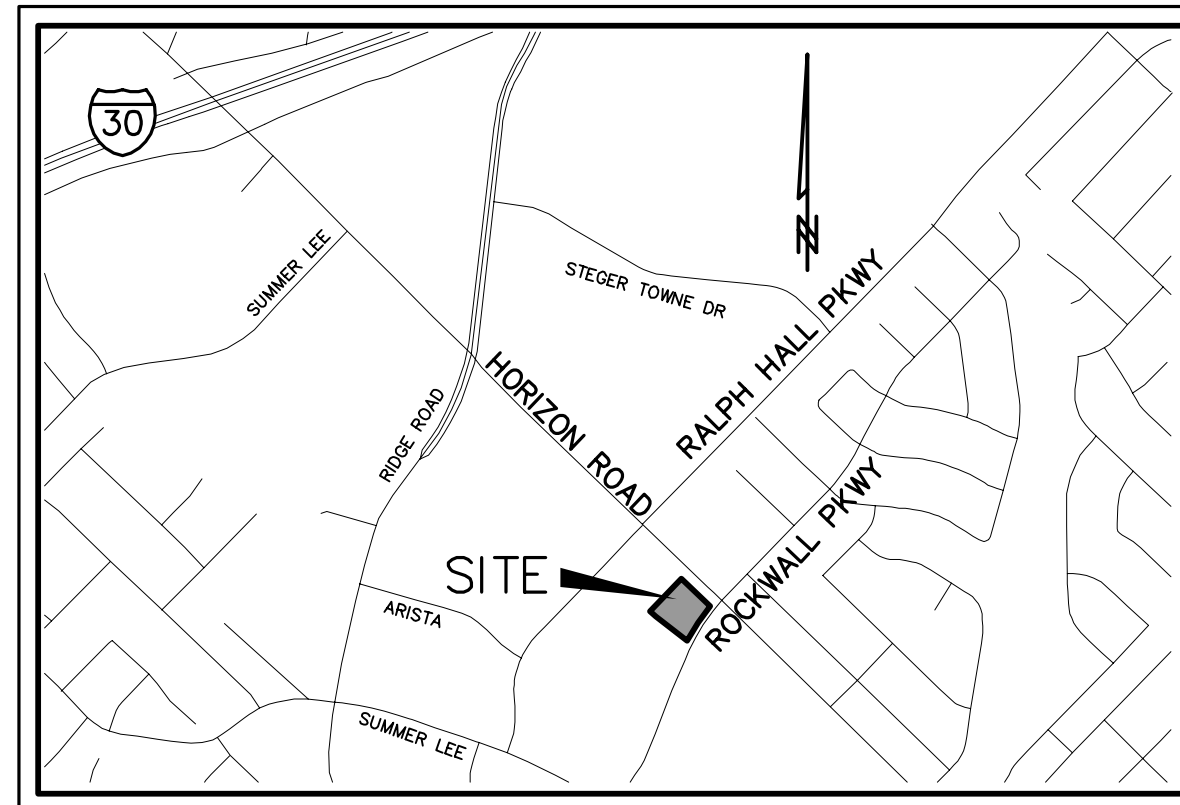 30
N
SUMMER LEE
STEGER TOWNE DR
RALPH HALL PKWY
HORIZON ROAD
RIDGE ROAD
ROCKWALL PKWY
SITE
ARISTA
SUMMER LEE